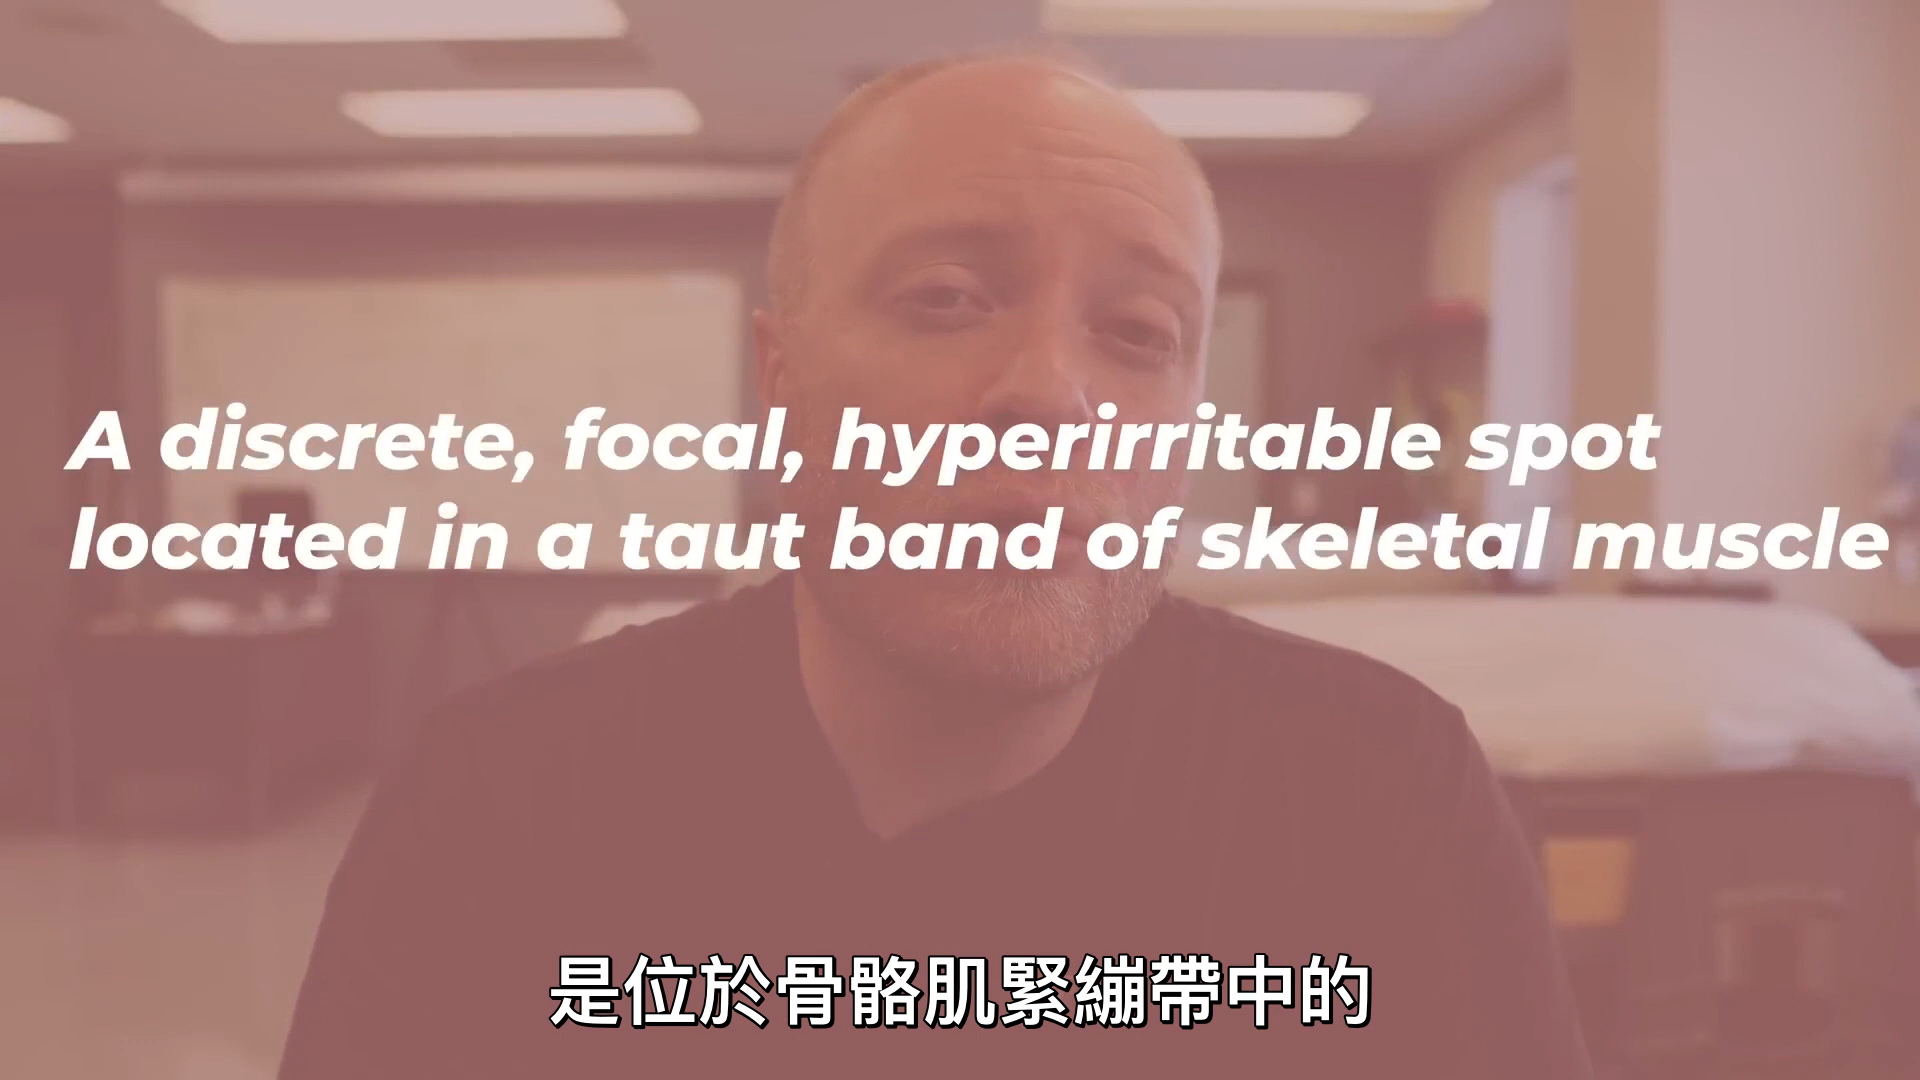 A discrete, focal, hyperirritable spot
located in a taut band of skeletal muscle
是位於骨骼肌緊繃帶中的